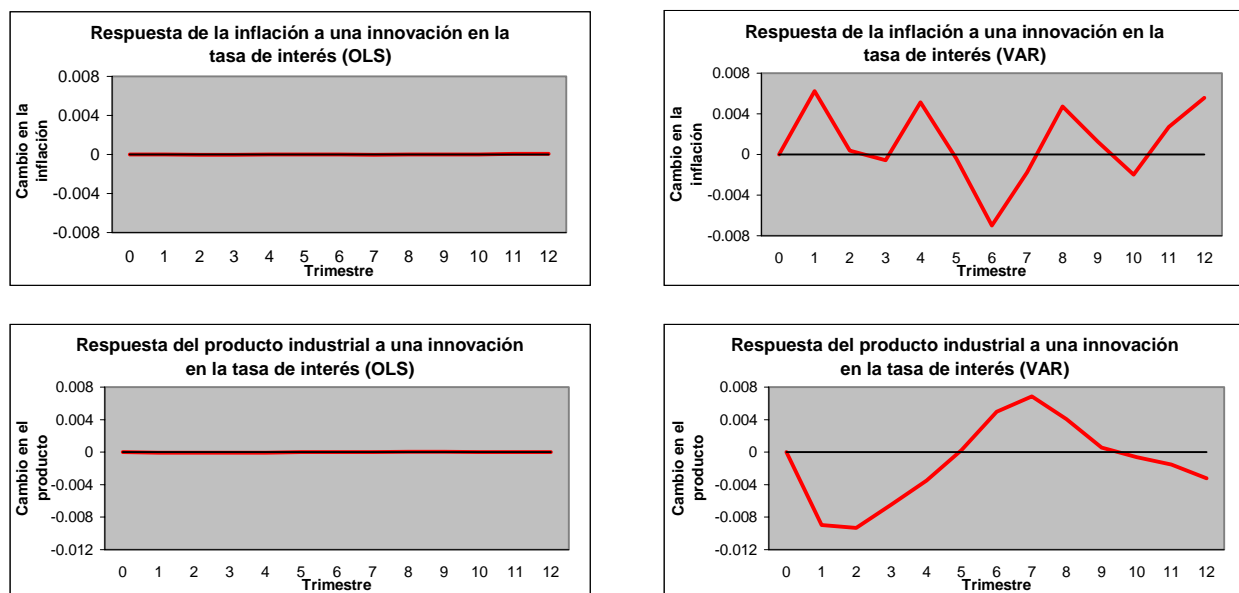 Respuesta de la inflación a una innovación en la
tasa de interés (OLS)
Cambio en la
inflación
0.008
0.004
0
-0.004
-0.008
0 1 2 3 4 5 6 7 8 9 10 11 12
Trimestre
Respuesta de la inflación a una innovación en la
tasa de interés (VAR)
Cambio en la
inflación
0.008
0.004
0
-0.004
-0.008
0 1 2 3 4 5 6 7 8 9 10 11 12
Trimestre
Respuesta del producto industrial a una innovación
en la tasa de interés (OLS)
Cambio en el
producto
0.008
0.004
0
-0.004
-0.008
-0.012
0 1 2 3 4 5 6 7 8 9 10 11 12
Trimestre
Respuesta del producto industrial a una innovación
en la tasa de interés (VAR)
Cambio en el
producto
0.008
0.004
0
-0.004
-0.008
-0.012
0 1 2 3 4 5 6 7 8 9 10 11 12
Trimestre